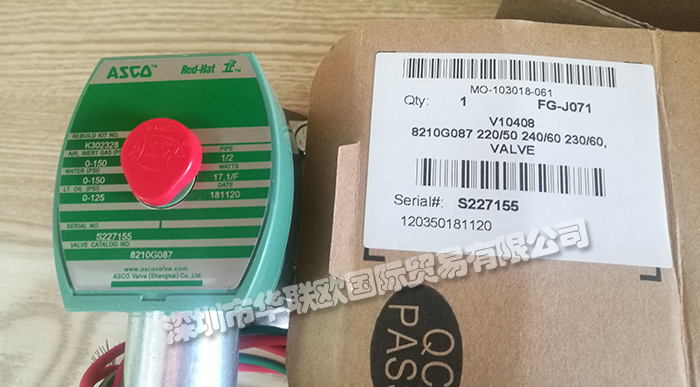 ASCO™ Red-Hat II™
REBUILD KIT NO.
K302328
AIR, INERT GAS (PSI)
PIPE
0-150
1/2
WATER (PSI)
WATTS
0-150
17.1/F
LT. OIL (PSI)
DATE
0-125
181120
SERIAL NO.
S227155
VALVE CATALOG NO.
8210G087
www.ascovalve.com
ASCO Valve (Shanghai) Co.,Ltd.
MO-103018-061
Qty: 1 FG-J071
V10408
8210G087 220/50 240/60 230/60,
VALVE
Serial#: S227155
120350181120
深圳市华联欧国际贸易有限公司
QC
PASS